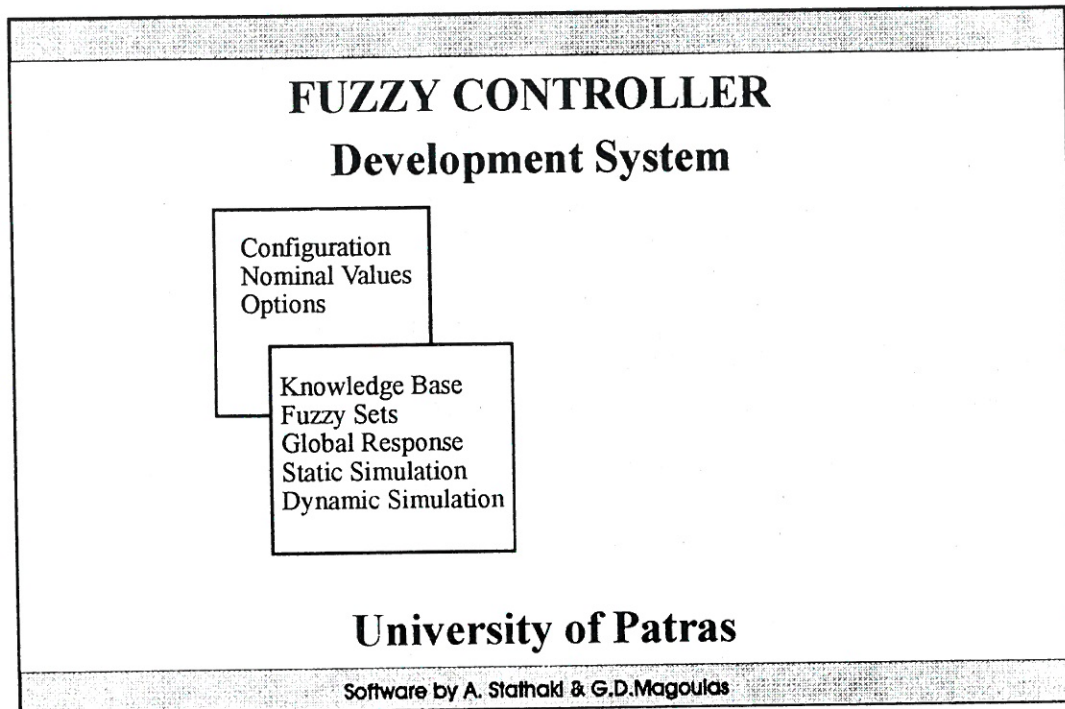 FUZZY CONTROLLER
Development System
Configuration
Nominal Values
Options
Knowledge Base
Fuzzy Sets
Global Response
Static Simulation
Dynamic Simulation
University of Patras
Software by A. Stathaki & G.D.Magoulas